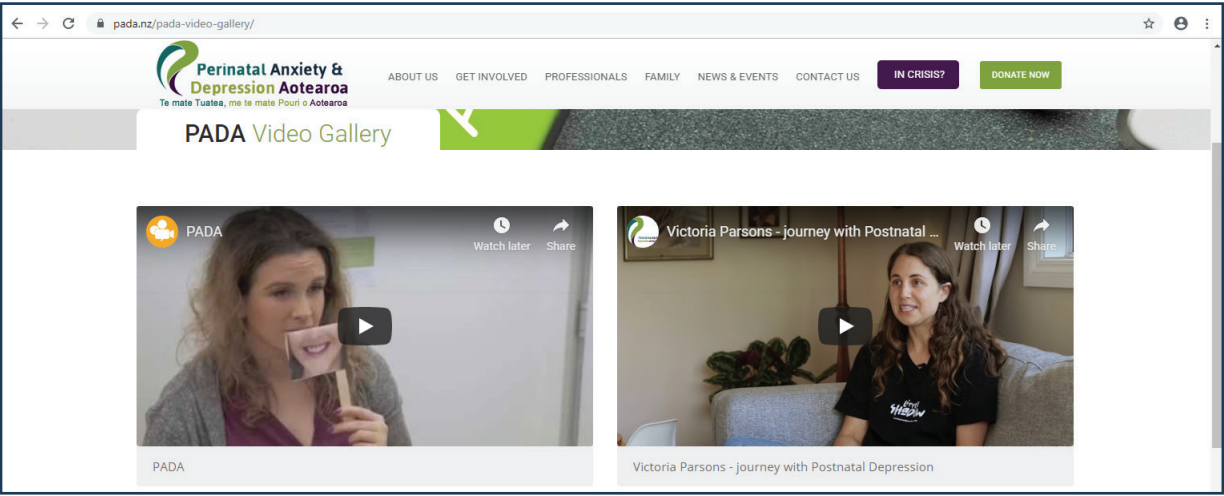 pada.nz/pada-video-gallery/
Perinatal Anxiety &
Depression Aotearoa
Te mate Tuatea, me te mate Pouri o Aotearoa
ABOUT US GET INVOLVED PROFESSIONALS FAMILY NEWS & EVENTS CONTACT US IN CRISIS? DONATE NOW
PADA Video Gallery
PADA
Watch later Share
Victoria Parsons - journey with Postnatal ...
Watch later Share
SHADOW
PADA
Victoria Parsons - journey with Postnatal Depression